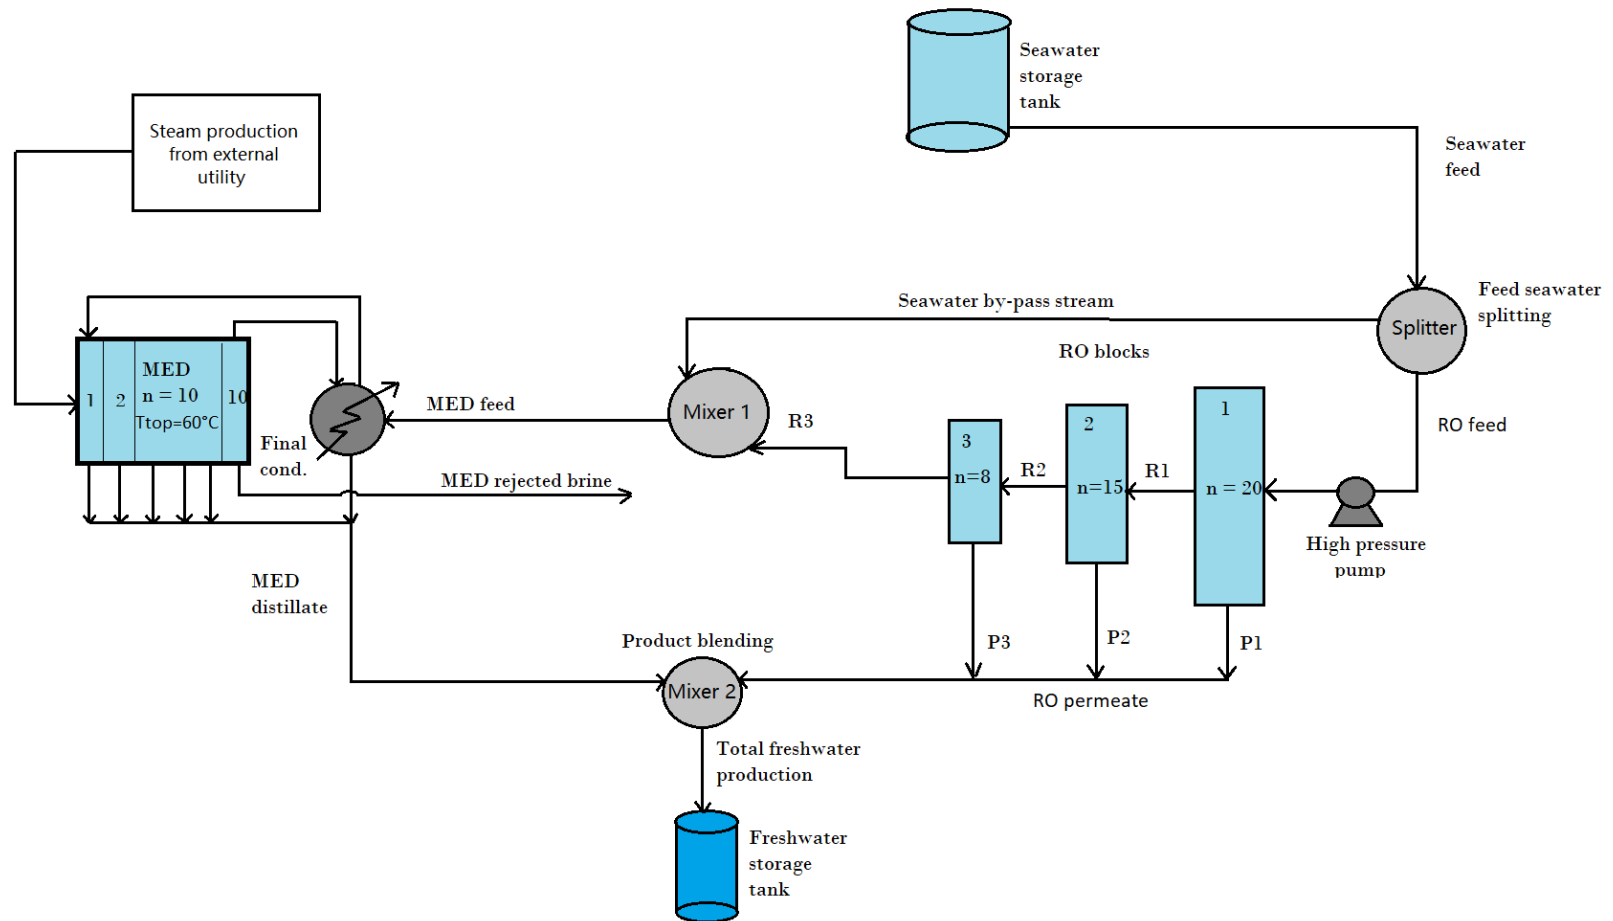 Seawater
storage
tank
Steam production
from external
utility
Seawater
feed
Seawater by-pass stream
Feed seawater
splitting
Splitter
RO blocks
MED
n = 10
Ttop=60°C
1
2
10
Final
cond.
MED feed
Mixer 1
R3
3
n=8
R2
2
n=15
R1
1
n = 20
RO feed
High pressure
pump
MED rejected brine
MED
distillate
Product blending
Mixer 2
P3
P2
P1
RO permeate
Total freshwater
production
Freshwater
storage
tank